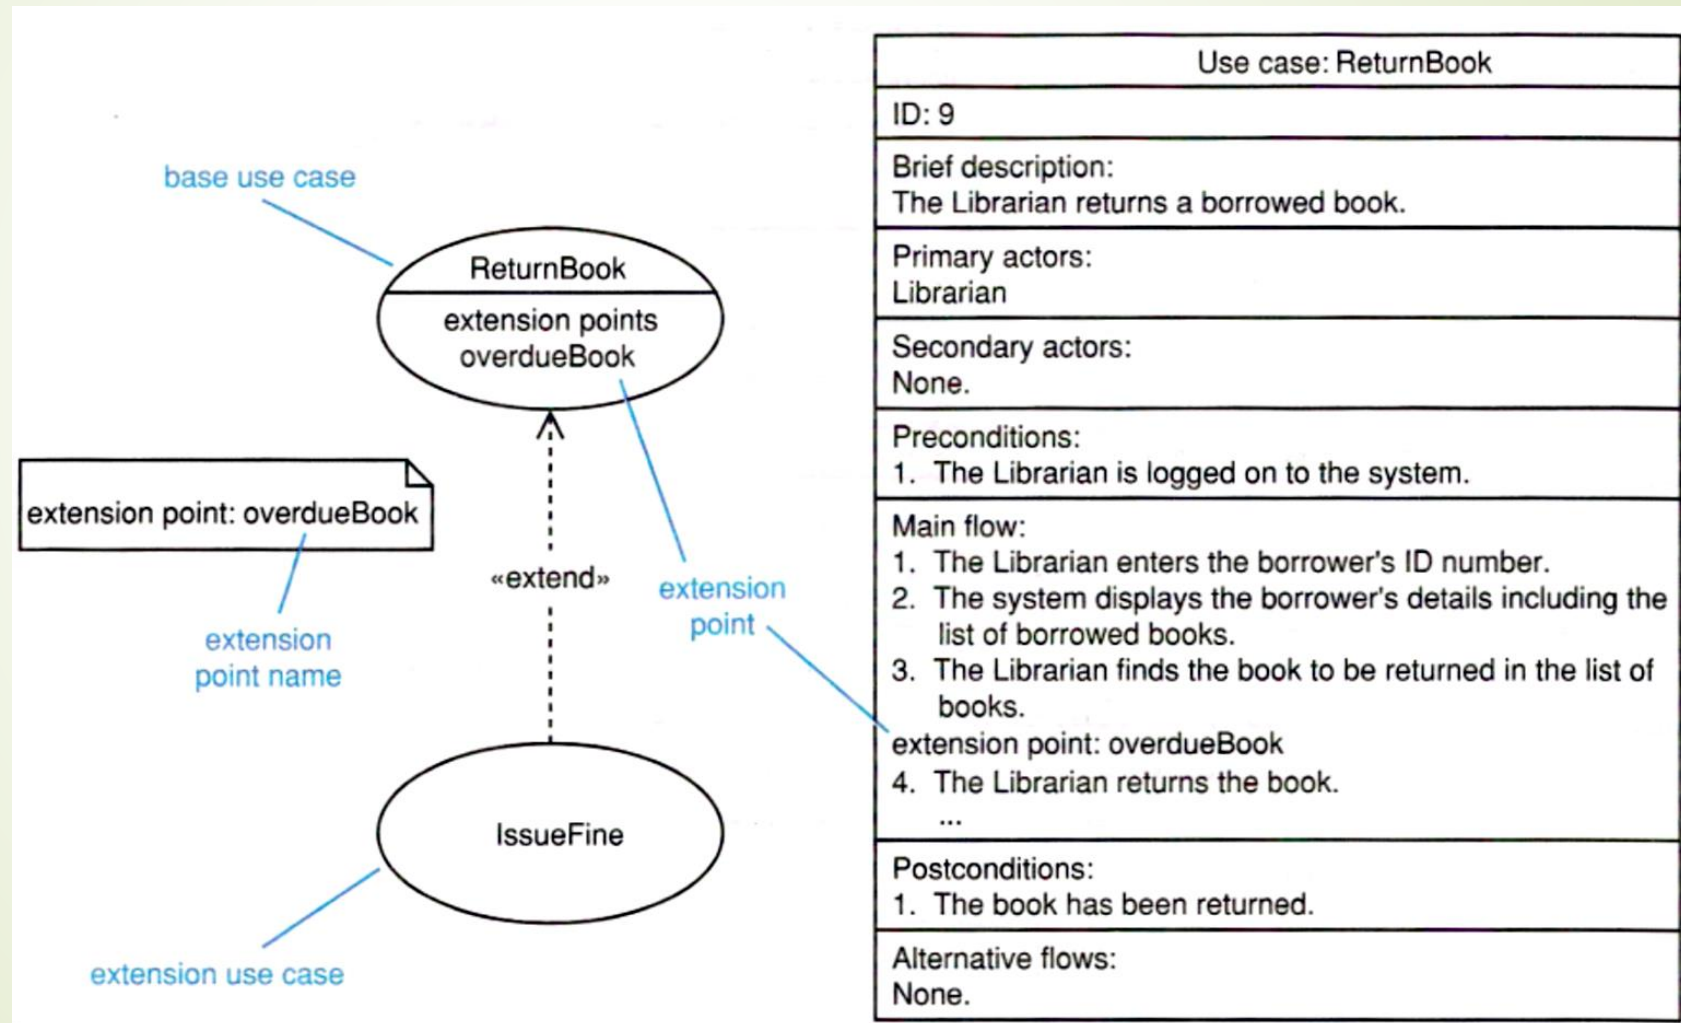 base use case
ReturnBook
extension points
overdueBook
extension point: overdueBook
«extend»
extension
point
extension
point name
IssueFine
extension use case
Use case: ReturnBook
ID: 9
Brief description:
The Librarian returns a borrowed book.
Primary actors:
Librarian
Secondary actors:
None.
Preconditions:
1. The Librarian is logged on to the system.
Main flow:
1. The Librarian enters the borrower's ID number.
2. The system displays the borrower's details including the
list of borrowed books.
3. The Librarian finds the book to be returned in the list of
books.
extension point: overdueBook
4. The Librarian returns the book.
...
Postconditions:
1. The book has been returned.
Alternative flows:
None.